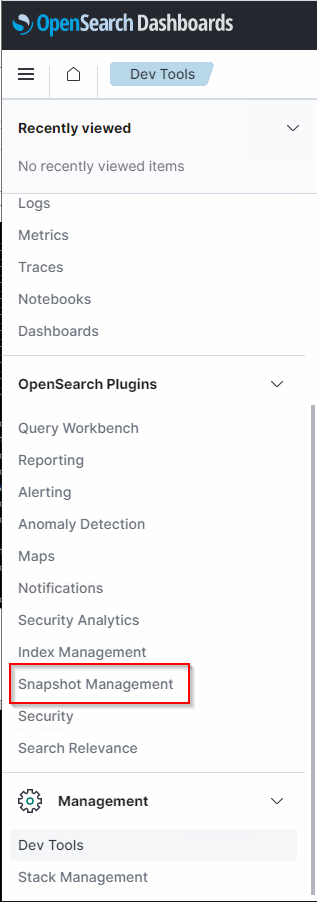 OpenSearch Dashboards
Dev Tools
Recently viewed
No recently viewed items
Logs
Metrics
Traces
Notebooks
Dashboards
OpenSearch Plugins
Query Workbench
Reporting
Alerting
Anomaly Detection
Maps
Notifications
Security Analytics
Index Management
Snapshot Management
Security
Search Relevance
Management
Dev Tools
Stack Management